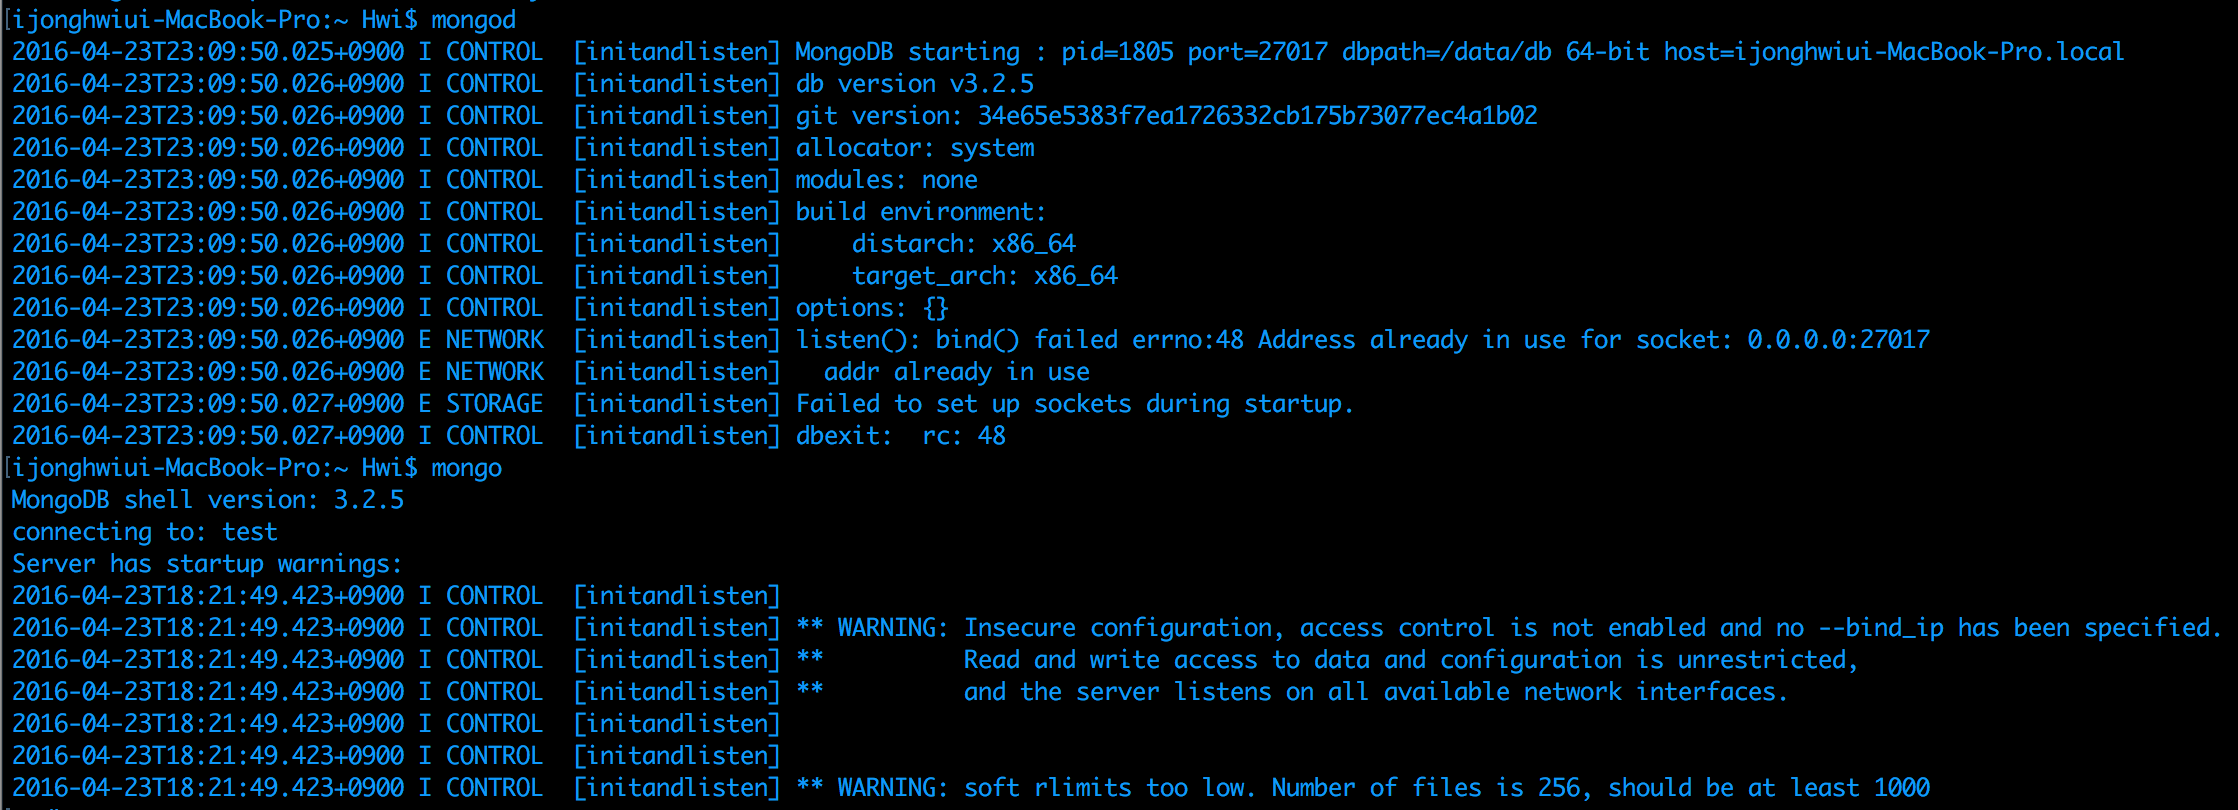 [ijonghwiui-MacBook-Pro:~ Hwi$ mongod
2016-04-23T23:09:50.025+0900 I CONTROL  [initandlisten] MongoDB starting : pid=1805 port=27017 dbpath=/data/db 64-bit host=ijonghwiui-MacBook-Pro.local
2016-04-23T23:09:50.026+0900 I CONTROL  [initandlisten] db version v3.2.5
2016-04-23T23:09:50.026+0900 I CONTROL  [initandlisten] git version: 34e65e5383f7ea1726332cb175b73077ec4a1b02
2016-04-23T23:09:50.026+0900 I CONTROL  [initandlisten] allocator: system
2016-04-23T23:09:50.026+0900 I CONTROL  [initandlisten] modules: none
2016-04-23T23:09:50.026+0900 I CONTROL  [initandlisten] build environment:
2016-04-23T23:09:50.026+0900 I CONTROL  [initandlisten]     distarch: x86_64
2016-04-23T23:09:50.026+0900 I CONTROL  [initandlisten]     target_arch: x86_64
2016-04-23T23:09:50.026+0900 I CONTROL  [initandlisten] options: {}
2016-04-23T23:09:50.026+0900 E NETWORK  [initandlisten] listen(): bind() failed errno:48 Address already in use for socket: 0.0.0.0:27017
2016-04-23T23:09:50.026+0900 E NETWORK  [initandlisten]   addr already in use
2016-04-23T23:09:50.027+0900 E STORAGE  [initandlisten] Failed to set up sockets during startup.
2016-04-23T23:09:50.027+0900 I CONTROL  [initandlisten] dbexit:  rc: 48
[ijonghwiui-MacBook-Pro:~ Hwi$ mongo
MongoDB shell version: 3.2.5
connecting to: test
Server has startup warnings:
2016-04-23T18:21:49.423+0900 I CONTROL  [initandlisten]
2016-04-23T18:21:49.423+0900 I CONTROL  [initandlisten] ** WARNING: Insecure configuration, access control is not enabled and no --bind_ip has been specified.
2016-04-23T18:21:49.423+0900 I CONTROL  [initandlisten] **          Read and write access to data and configuration is unrestricted,
2016-04-23T18:21:49.423+0900 I CONTROL  [initandlisten] **          and the server listens on all available network interfaces.
2016-04-23T18:21:49.423+0900 I CONTROL  [initandlisten]
2016-04-23T18:21:49.423+0900 I CONTROL  [initandlisten]
2016-04-23T18:21:49.423+0900 I CONTROL  [initandlisten] ** WARNING: soft rlimits too low. Number of files is 256, should be at least 1000